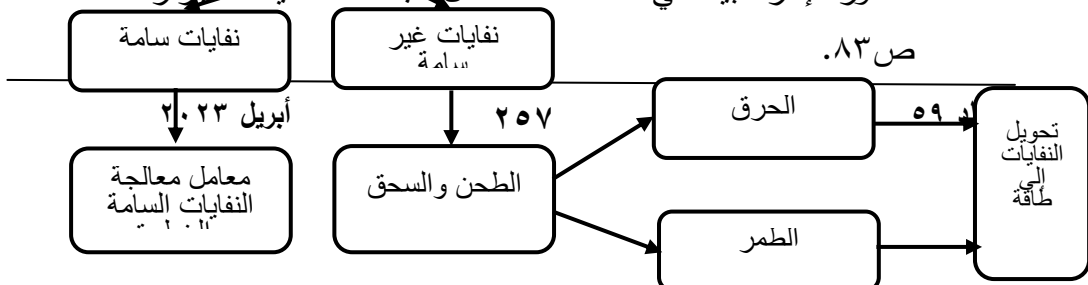 نفايات سامة
نفايات غير
سامة
ص٨٣.
أبريل ٢٠٢٣
٢٥٧
٥٩
الحرق
تحويل
النفايات
إلى
طاقة
معامل معالجة
النفايات السامة
الطحن والسحق
الطمر